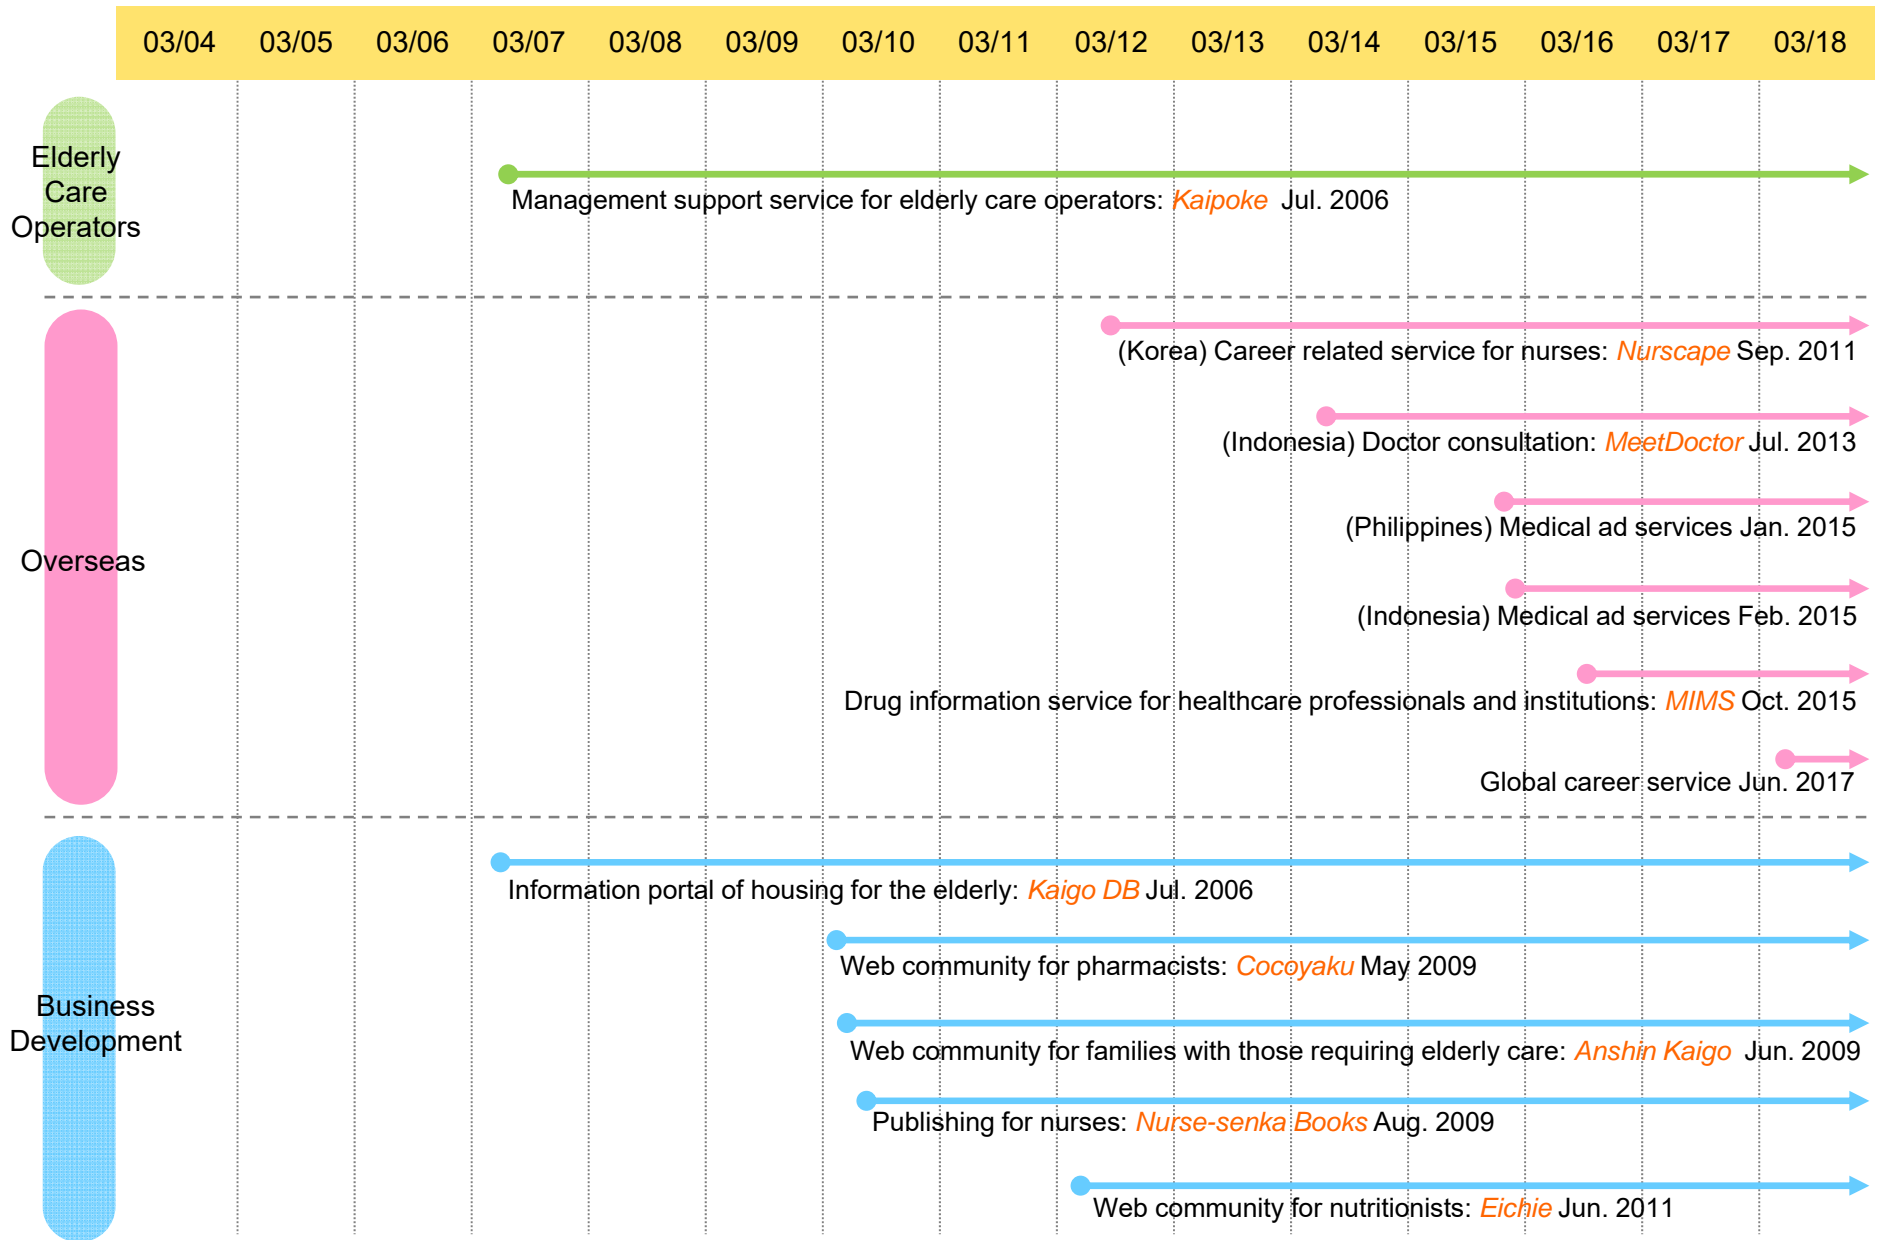 03/04 03/05 03/06 03/07 03/08 03/09 03/10 03/11 03/12 03/13 03/14 03/15 03/16 03/17 03/18
Elderly
Care
Operators
Management support service for elderly care operators: Kaipoke Jul. 2006
Overseas
(Korea) Career related service for nurses: Nurscape Sep. 2011
(Indonesia) Doctor consultation: MeetDoctor Jul. 2013
(Philippines) Medical ad services Jan. 2015
(Indonesia) Medical ad services Feb. 2015
Drug information service for healthcare professionals and institutions: MIMS Oct. 2015
Global career service Jun. 2017
Business
Development
Information portal of housing for the elderly: Kaigo DB Jul. 2006
Web community for pharmacists: Cocoyaku May 2009
Web community for families with those requiring elderly care: Anshin Kaigo Jun. 2009
Publishing for nurses: Nurse-senka Books Aug. 2009
Web community for nutritionists: Eichie Jun. 2011